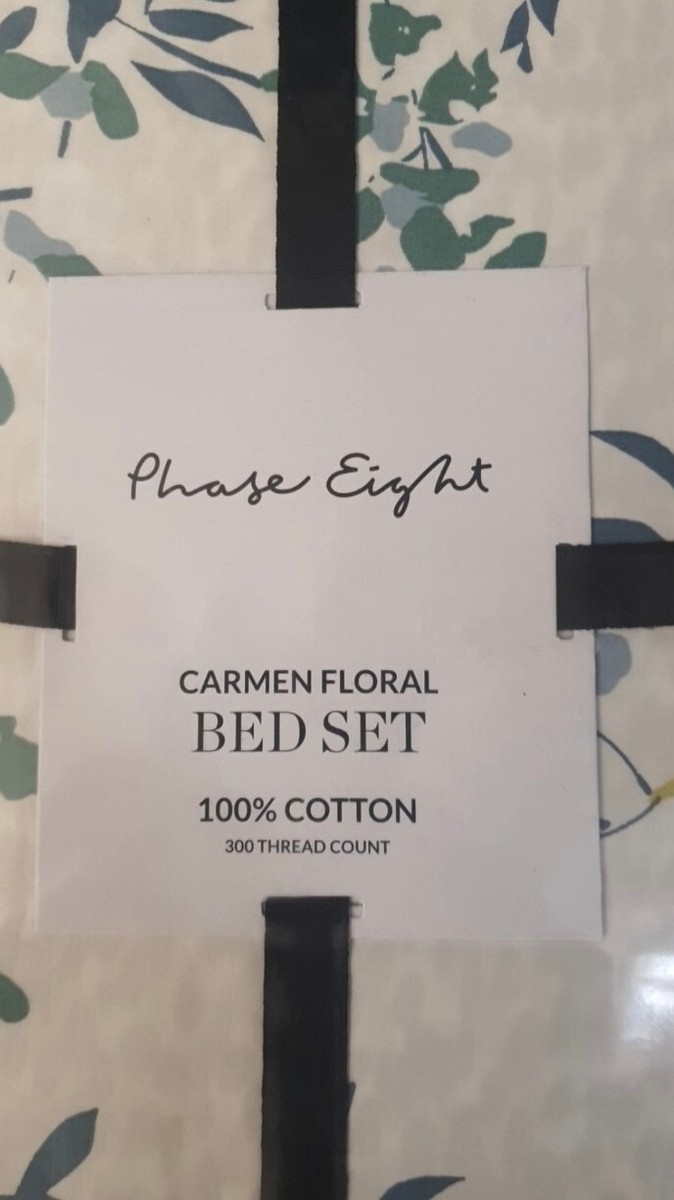 Phase Eight
CARMEN FLORAL
BED SET
100% COTTON
300 THREAD COUNT